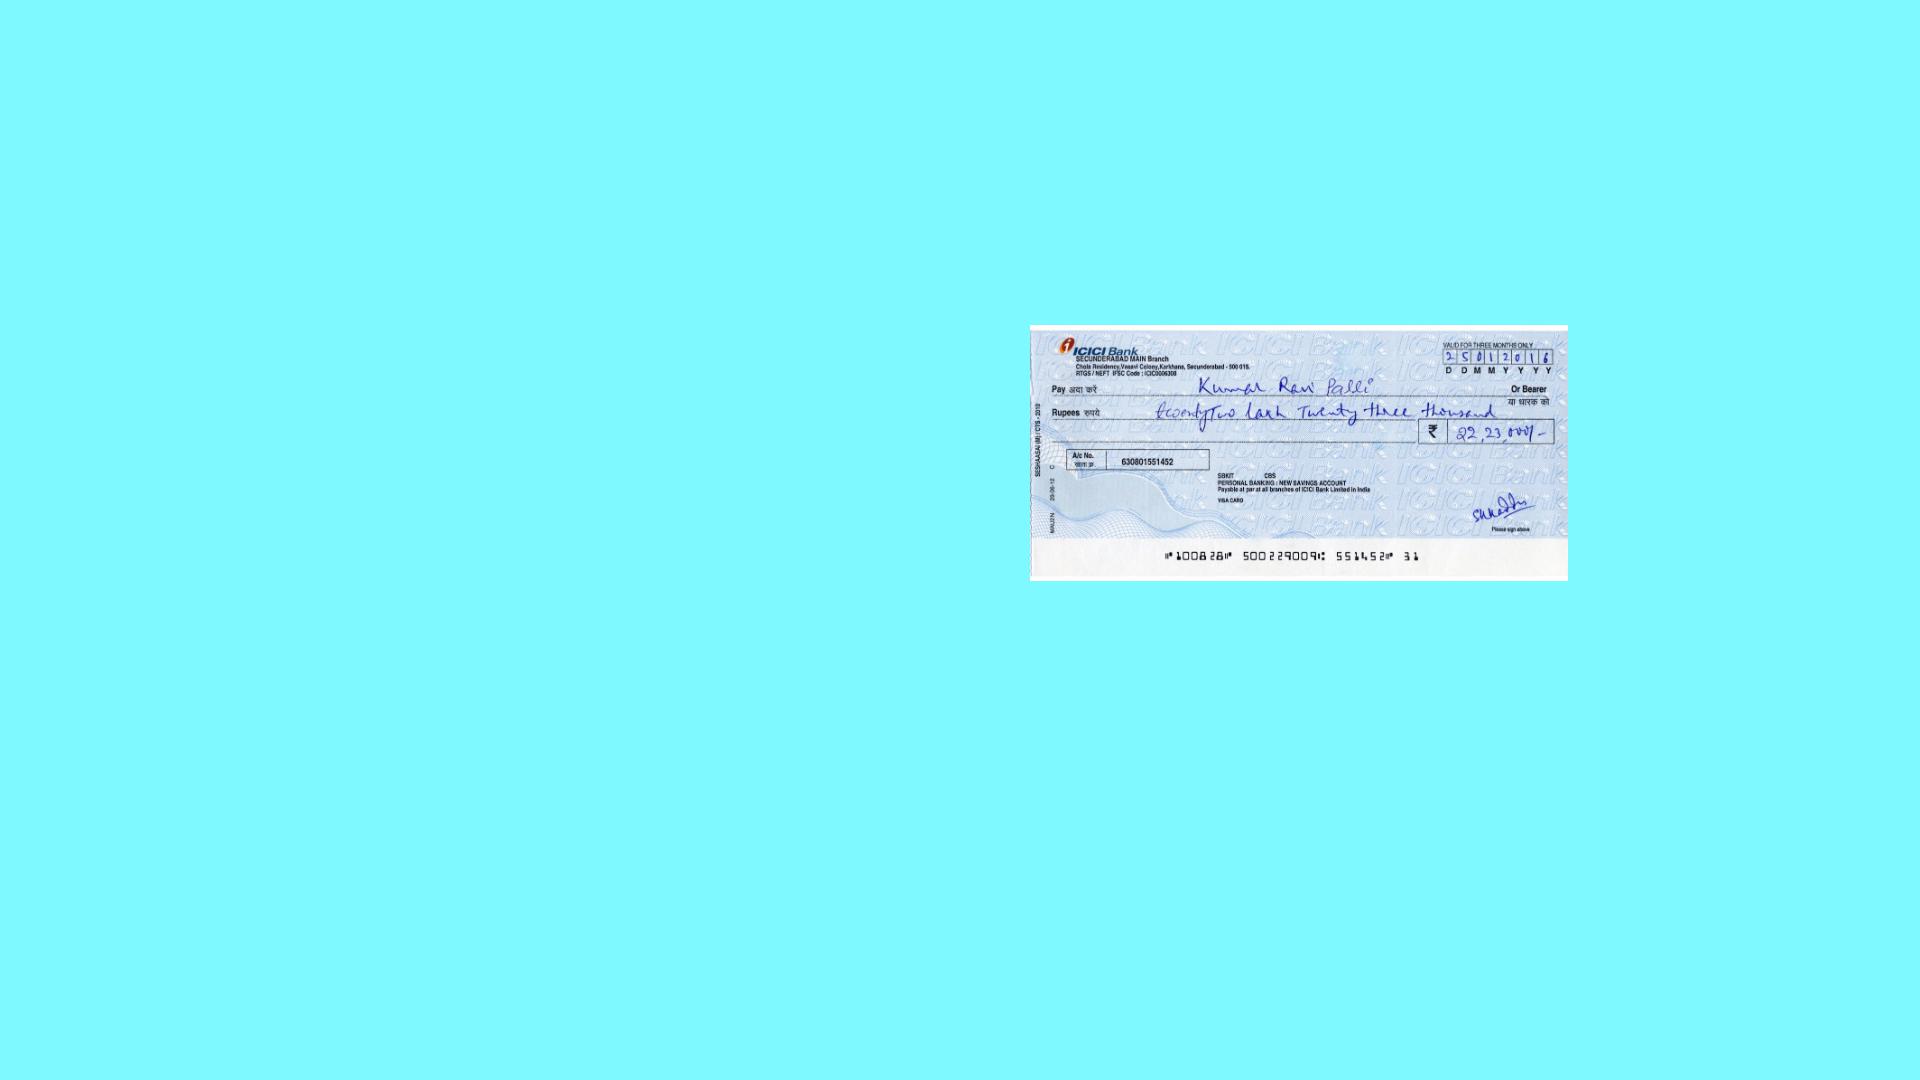 ICICI Bank
SECUNDERABAD MAIN Branch
Chola Residency,Vasavi Colony,Karkhana, Secunderabad - 500 015.
RTGS / NEFT IFSC Code : ICIC0006308
VALID FOR THREE MONTHS ONLY
2 5 0 1 2 0 1 6
D D M M Y Y Y Y
Pay अदा करें Kumar Ravi Palli Or Bearer
या धारक को
Rupees रुपये twenty Two lakh Twenty three thousand
₹ 22,23,000/-
A/c No.
खाता क्र. 630801551452
SBKIT CBS
PERSONAL BANKING : NEW SAVINGS ACCOUNT
Payable at par at all branches of ICICI Bank Limited in India
VISA CARD
Please sign above
⑈100828⑈ 500229009⑆ 551452⑈ 31
CTS - 2010